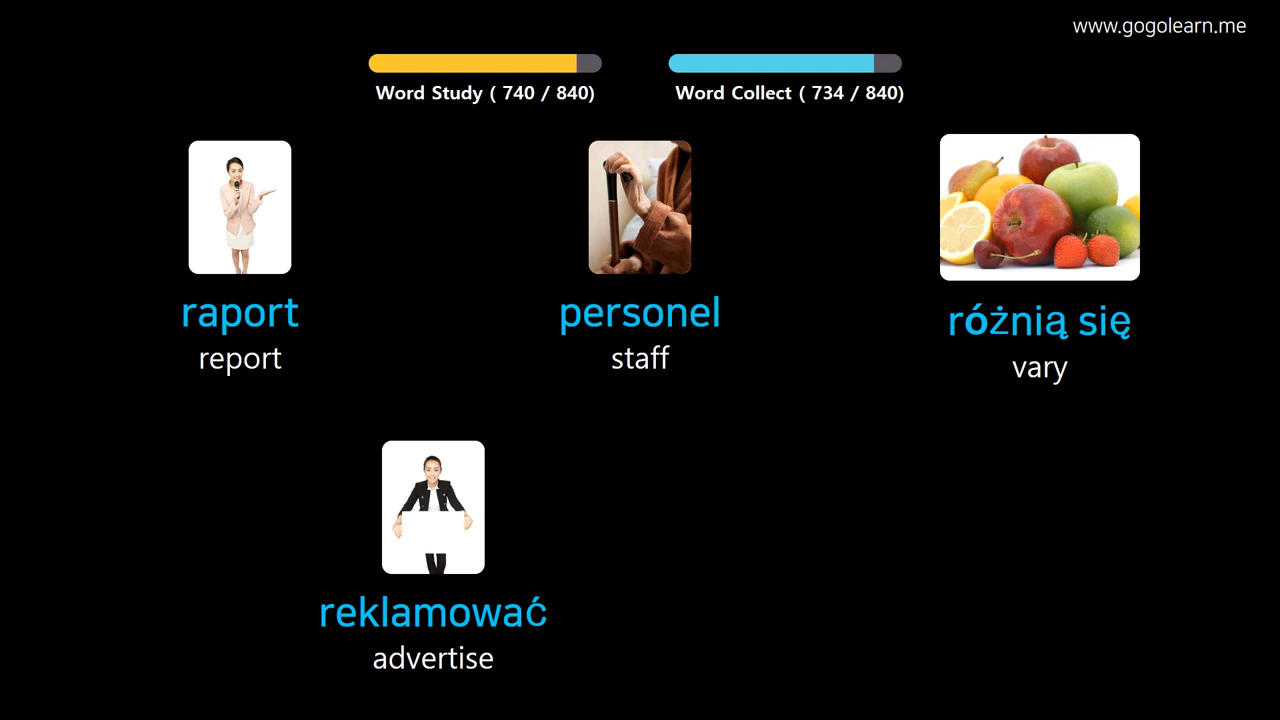 www.gogolearn.me
Word Study ( 740 / 840)
Word Collect ( 734 / 840)
raport
report
personel
staff
różnią się
vary
reklamować
advertise